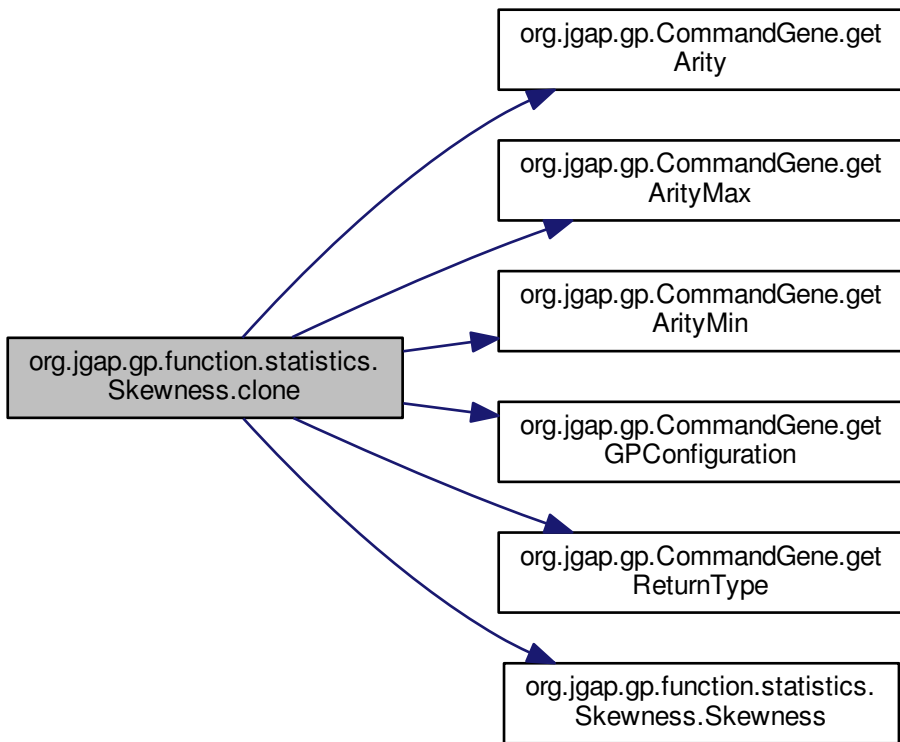 org.jgap.gp.CommandGene.get
Arity
org.jgap.gp.CommandGene.get
ArityMax
org.jgap.gp.CommandGene.get
ArityMin
org.jgap.gp.function.statistics.
Skewness.clone
org.jgap.gp.CommandGene.get
GPConfiguration
org.jgap.gp.CommandGene.get
ReturnType
org.jgap.gp.function.statistics.
Skewness.Skewness